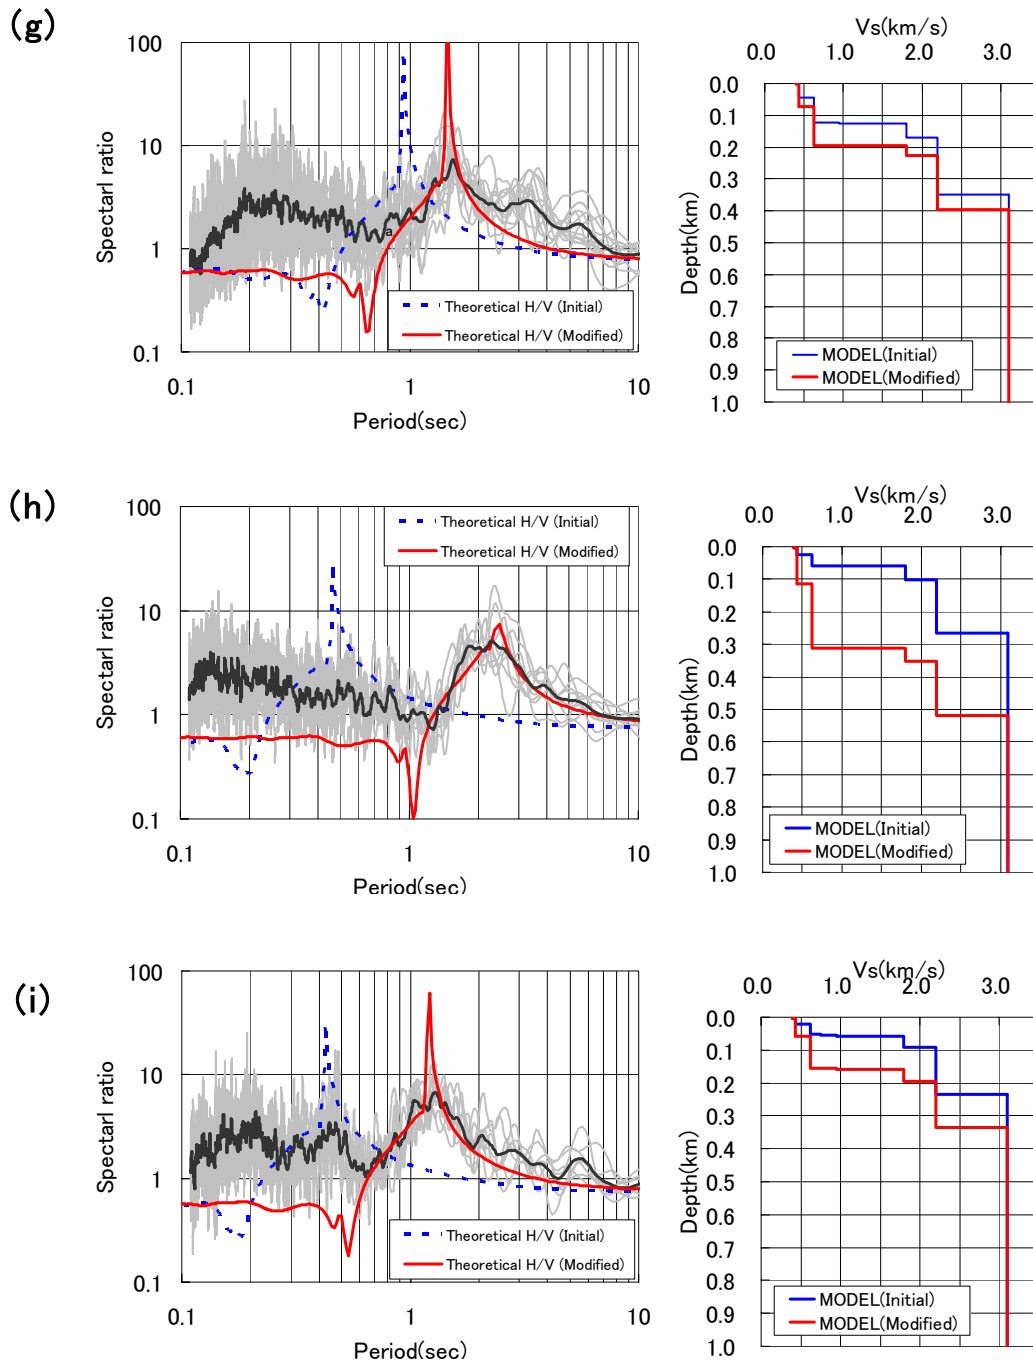 (g)
100
10
1
0.1
Spectarl ratio
a
Theoretical H/V (Initial)
Theoretical H/V (Modified)
0.1 1 10
Period(sec)
Vs(km/s)
0.0 1.0 2.0 3.0
0.0
0.1
0.2
0.3
0.4
0.5
0.6
0.7
0.8
0.9
1.0
Depth(km)
MODEL(Initial)
MODEL(Modified)
(h)
100
10
1
0.1
Spectarl ratio
Theoretical H/V (Initial)
Theoretical H/V (Modified)
0.1 1 10
Period(sec)
Vs(km/s)
0.0 1.0 2.0 3.0
0.0
0.1
0.2
0.3
0.4
0.5
0.6
0.7
0.8
0.9
1.0
Depth(km)
MODEL(Initial)
MODEL(Modified)
(i)
100
10
1
0.1
Spectarl ratio
Theoretical H/V (Initial)
Theoretical H/V (Modified)
0.1 1 10
Period(sec)
Vs(km/s)
0.0 1.0 2.0 3.0
0.0
0.1
0.2
0.3
0.4
0.5
0.6
0.7
0.8
0.9
1.0
Depth(km)
MODEL(Initial)
MODEL(Modified)